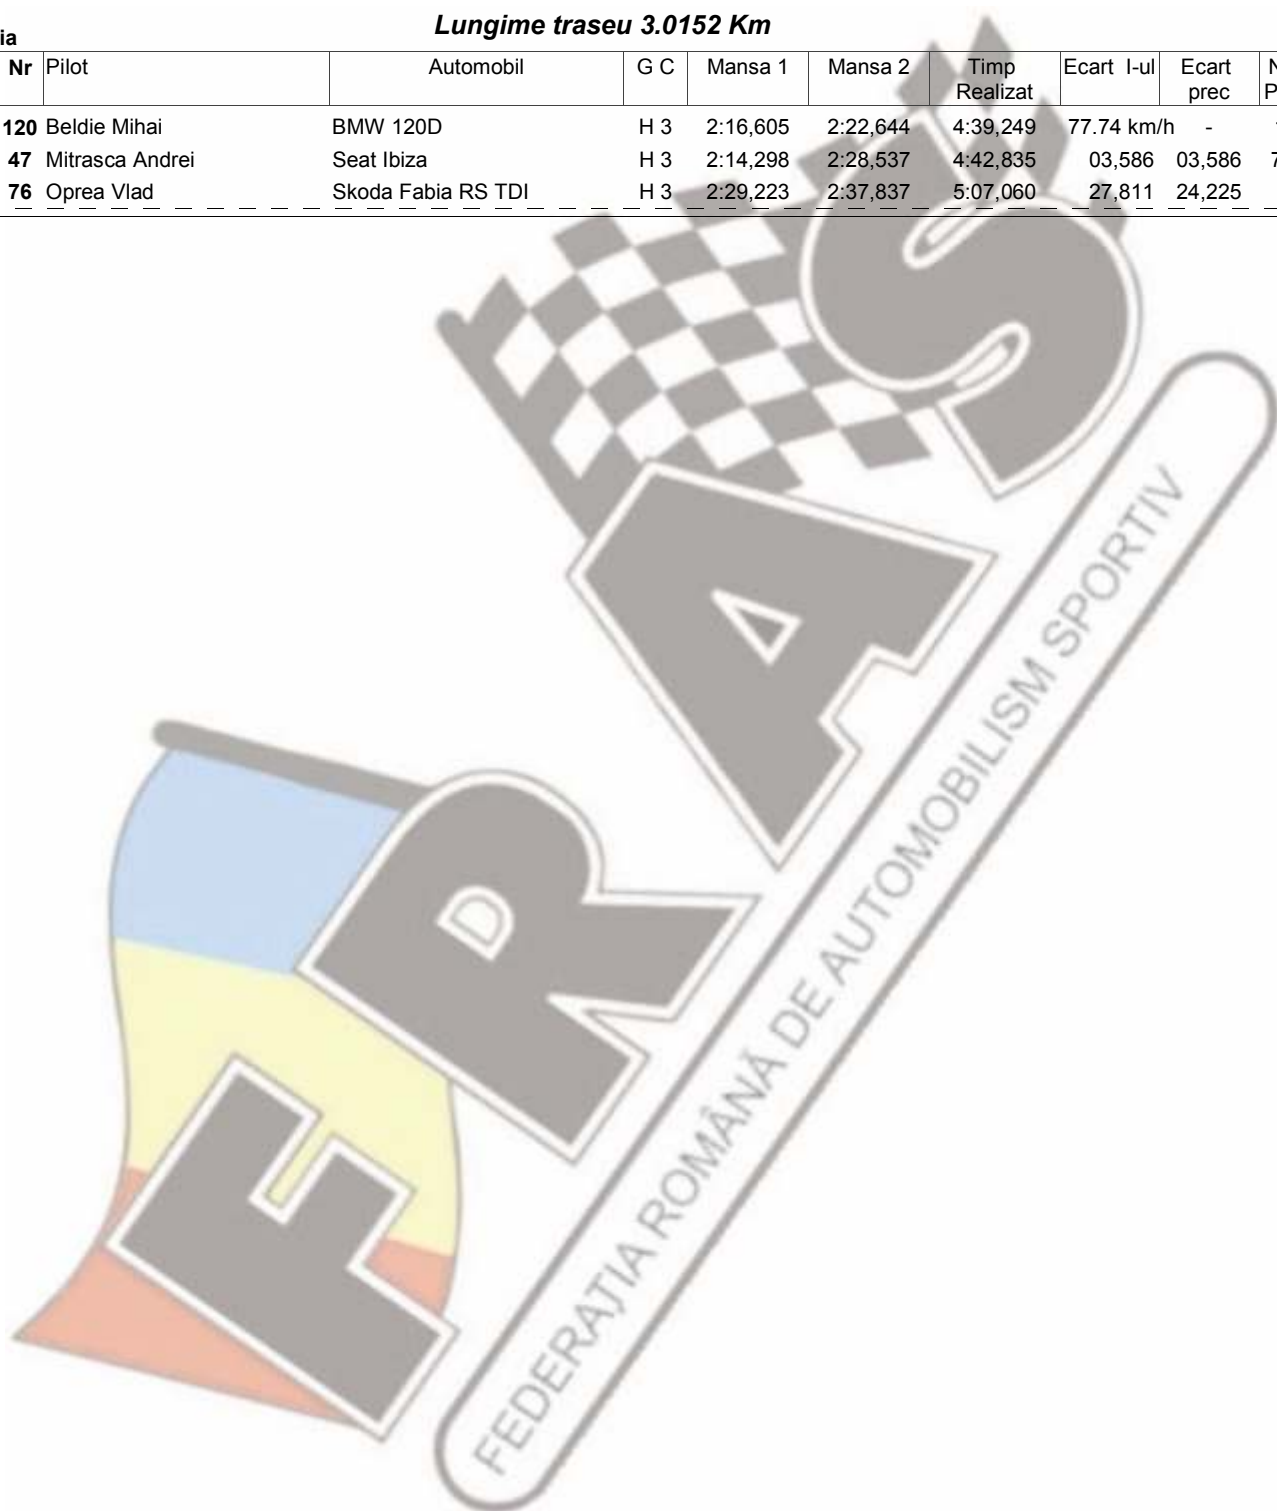 Lungime traseu 3.0152 Km
ia
Nr Pilot Automobil G C Mansa 1 Mansa 2 Timp Realizat Ecart I-ul Ecart prec
120 Beldie Mihai BMW 120D H 3 2:16,605 2:22,644 4:39,249 77.74 km/h -
47 Mitrasca Andrei Seat Ibiza H 3 2:14,298 2:28,537 4:42,835 03,586 03,586
76 Oprea Vlad Skoda Fabia RS TDI H 3 2:29,223 2:37,837 5:07,060 27,811 24,225
FRAS
FEDERAŢIA ROMÂNĂ DE AUTOMOBILISM SPORTIV